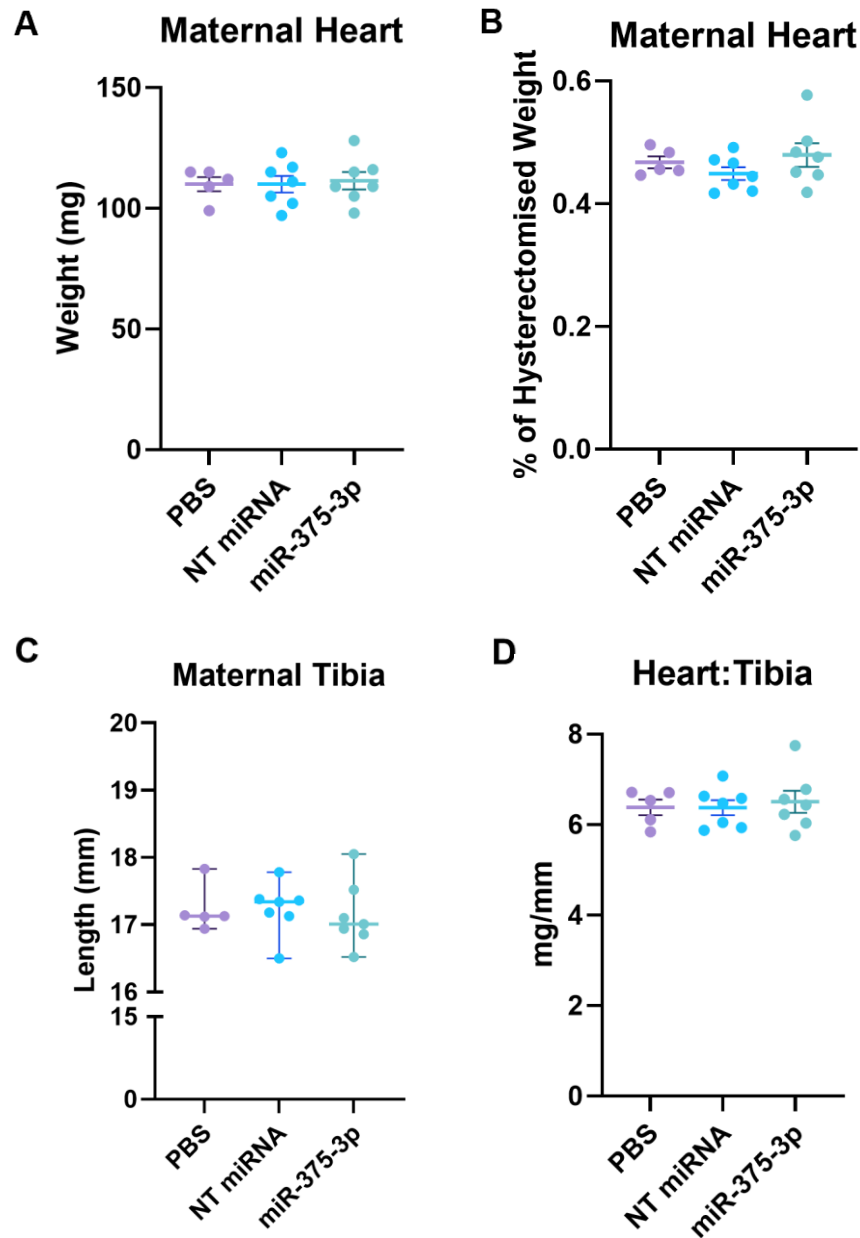 A
Maternal Heart
Weight (mg)
150
100
50
0
PBS
NT miRNA
miR-375-3p
B
Maternal Heart
% of Hysterectomised Weight
0.6
0.4
0.2
0.0
PBS
NT miRNA
miR-375-3p
C
Maternal Tibia
Length (mm)
20
19
18
17
16
15
0
PBS
NT miRNA
miR-375-3p
D
Heart:Tibia
mg/mm
8
6
4
2
0
PBS
NT miRNA
miR-375-3p